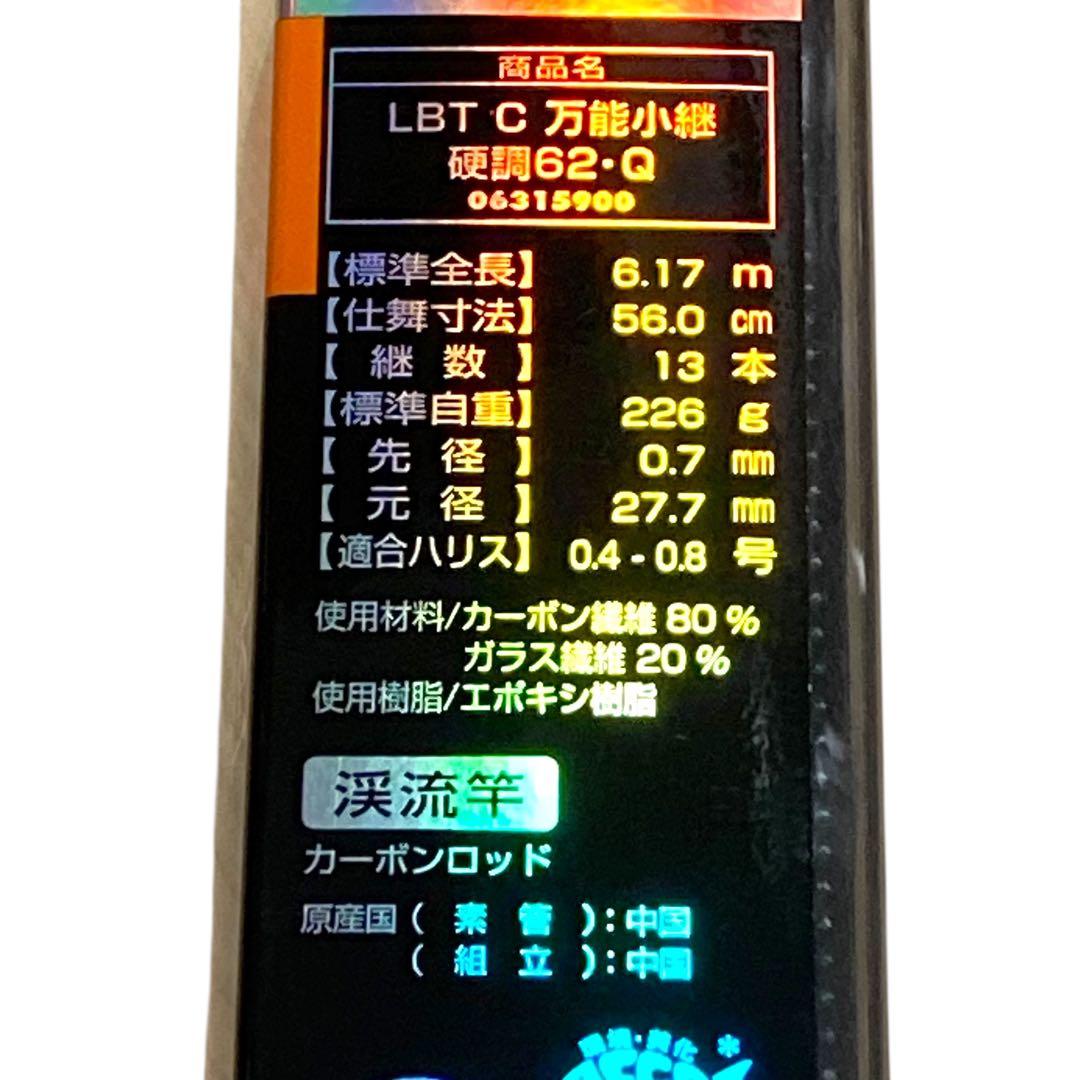 商品名
LBT C 万能小継
硬調62・Q
06315900
【標準全長】 6.17 m
【仕舞寸法】 56.0 cm
【継数】 13 本
【標準自重】 226 g
【先径】 0.7 mm
【元径】 27.7 mm
【適合ハリス】 0.4 - 0.8 号
使用材料/カーボン繊維 80 %
ガラス繊維 20 %
使用樹脂/エポキシ樹脂
渓流竿
カーボンロッド
原産国 ( 素管 ) : 中国
( 組立 ) : 中国